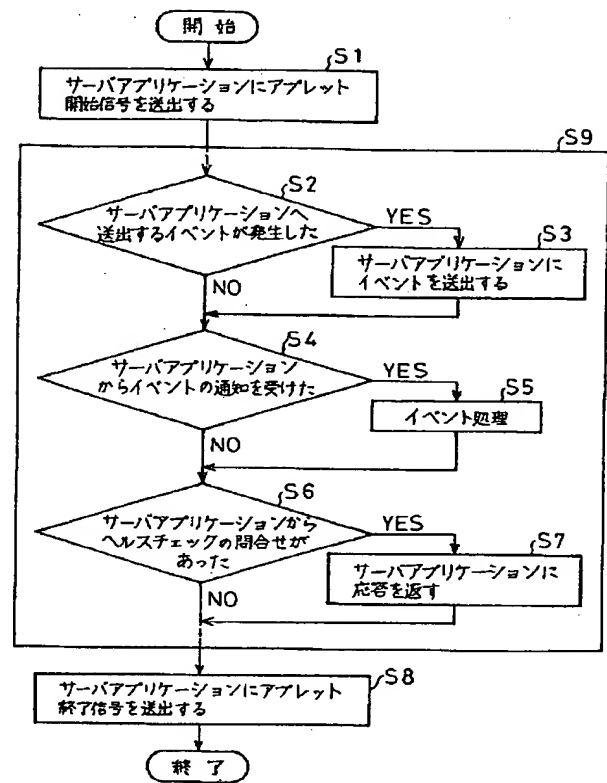 開始
S1
サーバアプリケーションにアプレット
開始信号を送出する
S9
S2
サーバアプリケーションへ
送出するイベントが発生した
YES
S3
サーバアプリケーションに
イベントを送出する
NO
S4
サーバアプリケーション
からイベントの通知を受けた
YES
S5
イベント処理
NO
S6
サーバアプリケーションから
ヘルスチェックの問合せが
あった
YES
S7
サーバアプリケーションに
応答を返す
NO
S8
サーバアプリケーションにアプレット
終了信号を送出する
終了